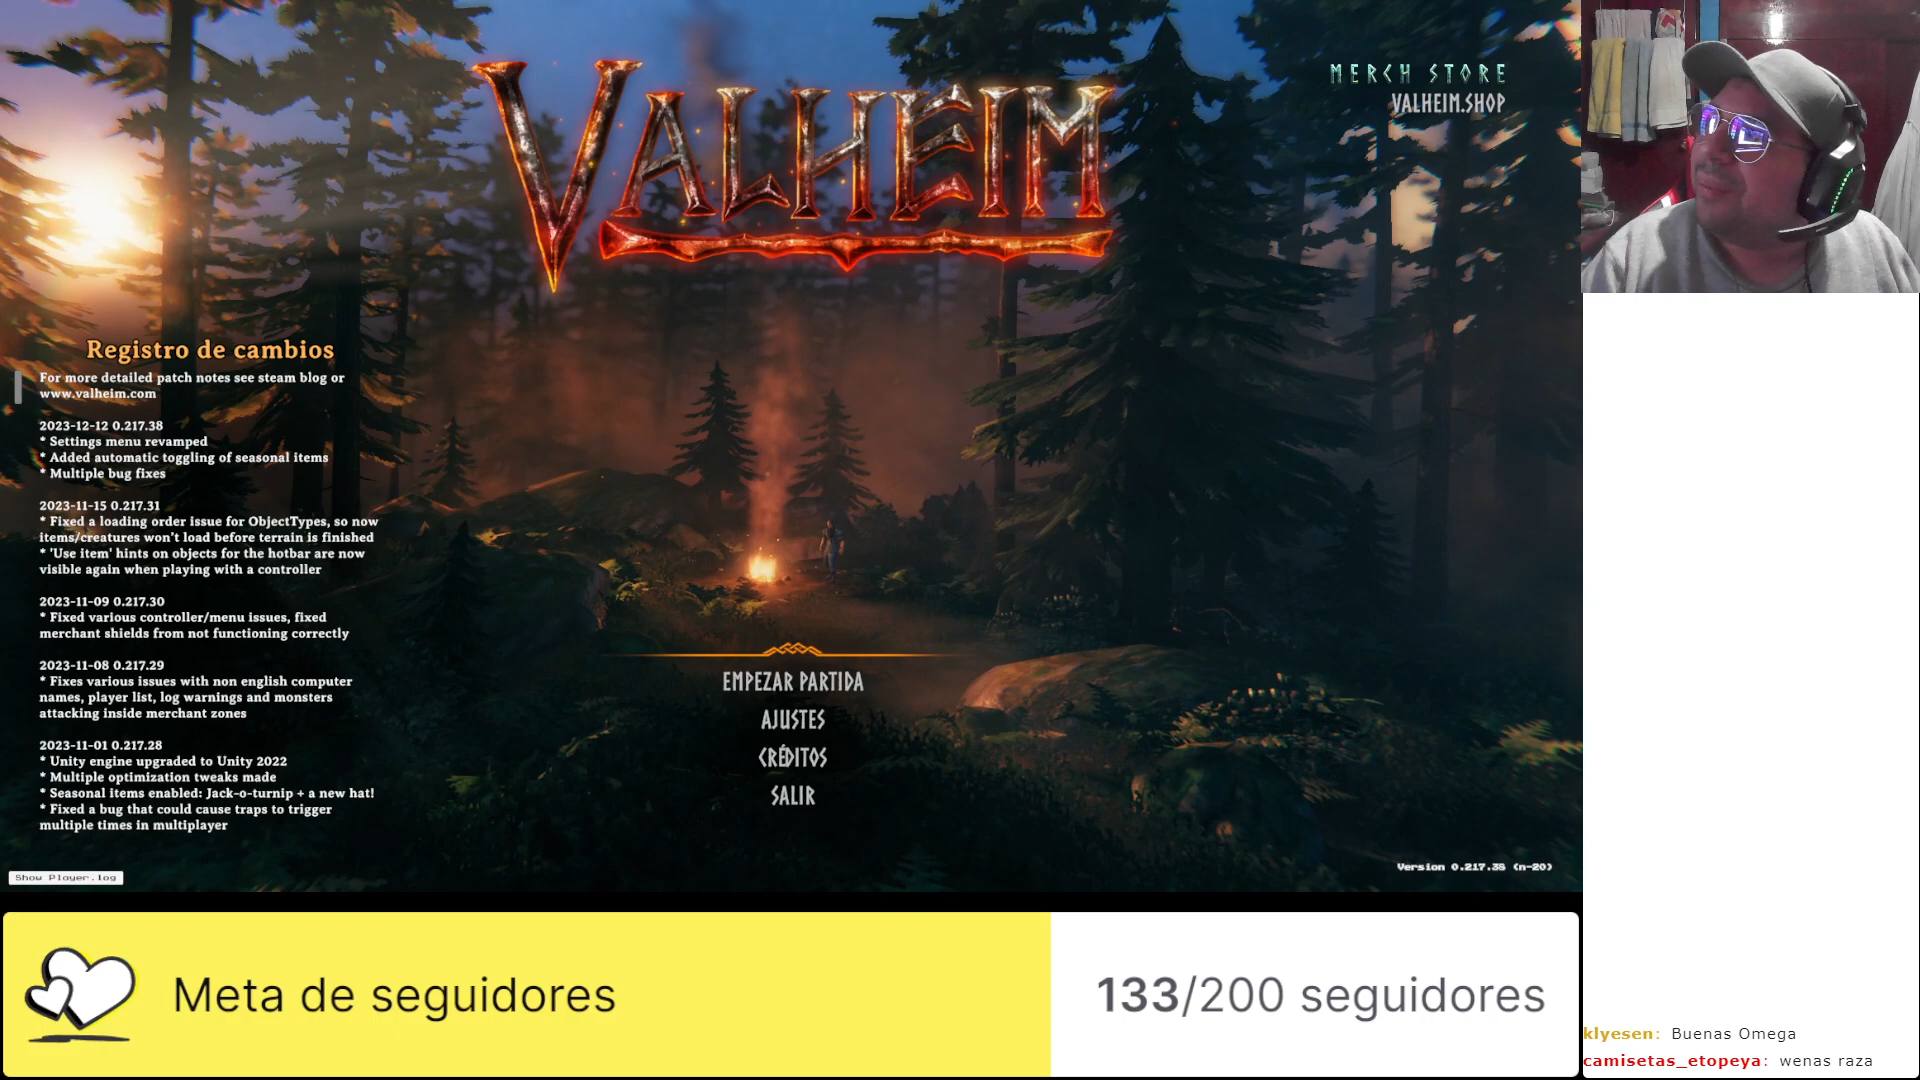 VALHEIM
MERCH STORE
VALHEIM.SHOP
Registro de cambios
For more detailed patch notes see steam blog or
www.valheim.com
2023-12-12 0.217.38
* Settings menu revamped
* Added automatic toggling of seasonal items
* Multiple bug fixes
2023-11-15 0.217.31
* Fixed a loading order issue for ObjectTypes, so now
items/creatures won't load before terrain is finished
* 'Use item' hints on objects for the hotbar are now
visible again when playing with a controller
2023-11-09 0.217.30
* Fixed various controller/menu issues, fixed
merchant shields from not functioning correctly
2023-11-08 0.217.29
* Fixes various issues with non english computer
names, player list, log warnings and monsters
attacking inside merchant zones
2023-11-01 0.217.28
* Unity engine upgraded to Unity 2022
* Multiple optimization tweaks made
* Seasonal items enabled: Jack-o-turnip + a new hat!
* Fixed a bug that could cause traps to trigger
multiple times in multiplayer
EMPEZAR PARTIDA
AJUSTES
CRÉDITOS
SALIR
Show Player.log
Version 0.217.38 (n-20)
Meta de seguidores
133/200 seguidores
klyesen: Buenas Omega
camisetas_etopeya: wenas raza